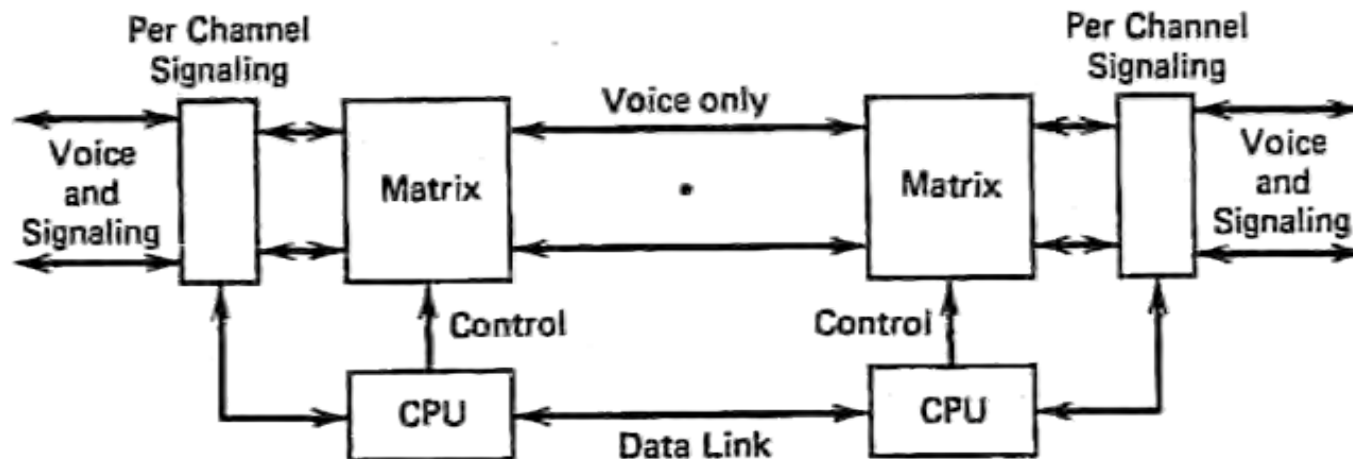 Per Channel
Signaling
Per Channel
Signaling
Voice only
Voice
and
Signaling
Matrix
Matrix
Voice
and
Signaling
Control
Control
CPU
CPU
Data Link